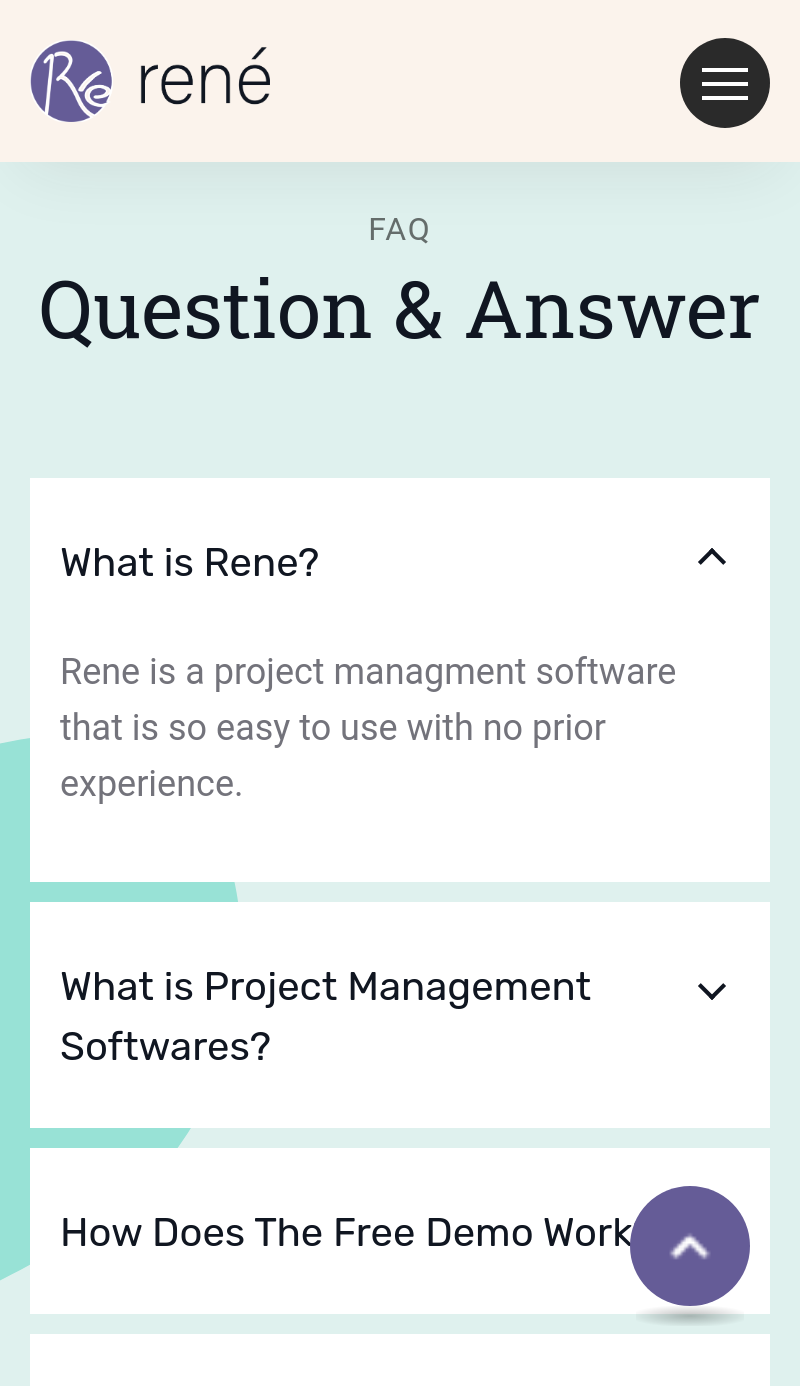 Re rené
FAQ
Question & Answer
What is Rene?
Rene is a project managment software
that is so easy to use with no prior
experience.
What is Project Management
Softwares?
How Does The Free Demo Work